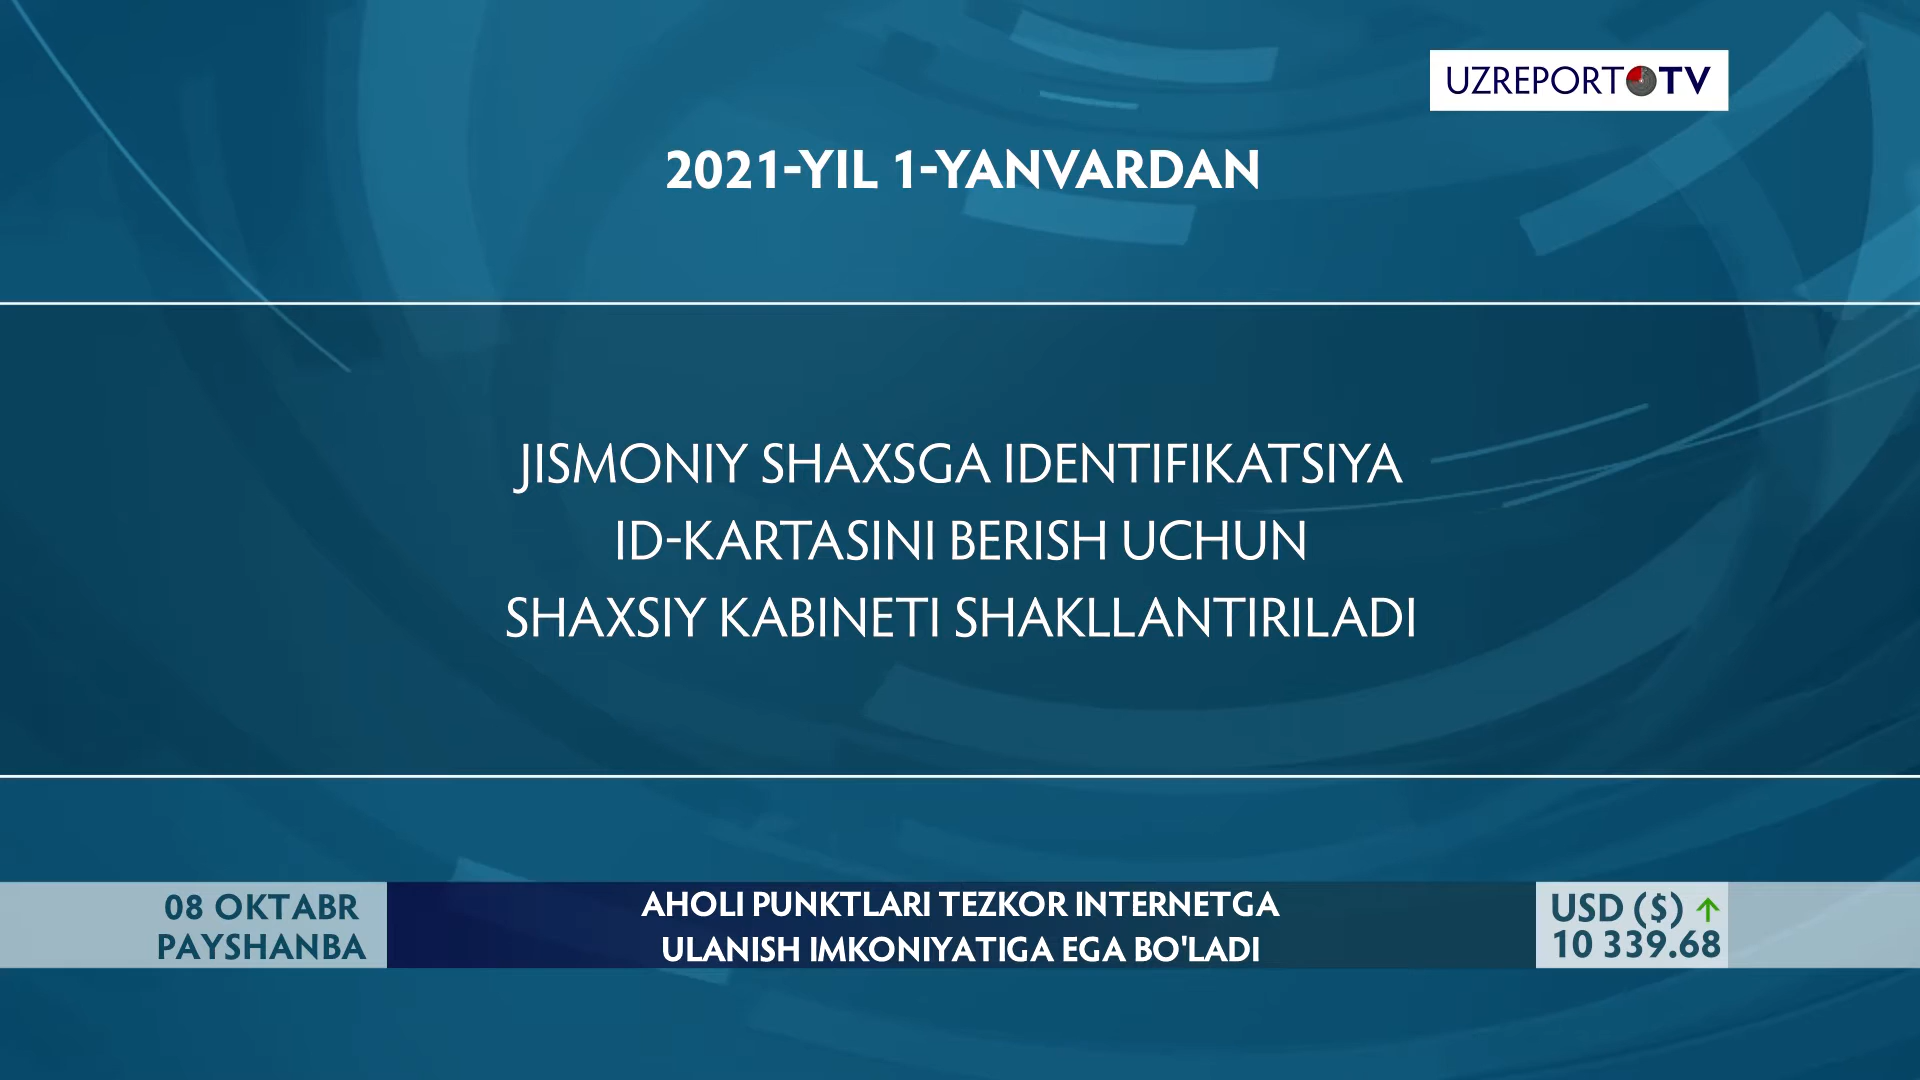 UZREPORT TV
2021-YIL 1-YANVARDAN
JISMONIY SHAXSGA IDENTIFIKATSIYA
ID-KARTASINI BERISH UCHUN
SHAXSIY KABINETI SHAKLLANTIRILADI
08 OKTABR
PAYSHANBA
AHOLI PUNKTLARI TEZKOR INTERNETGA
ULANISH IMKONIYATIGA EGA BO'LADI
USD ($) ↑
10 339.68